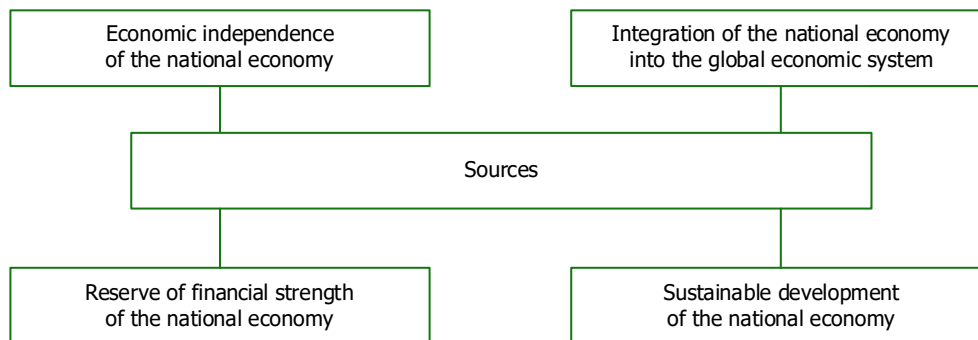 Economic independence
of the national economy
Integration of the national economy
into the global economic system
Sources
Reserve of financial strength
of the national economy
Sustainable development
of the national economy